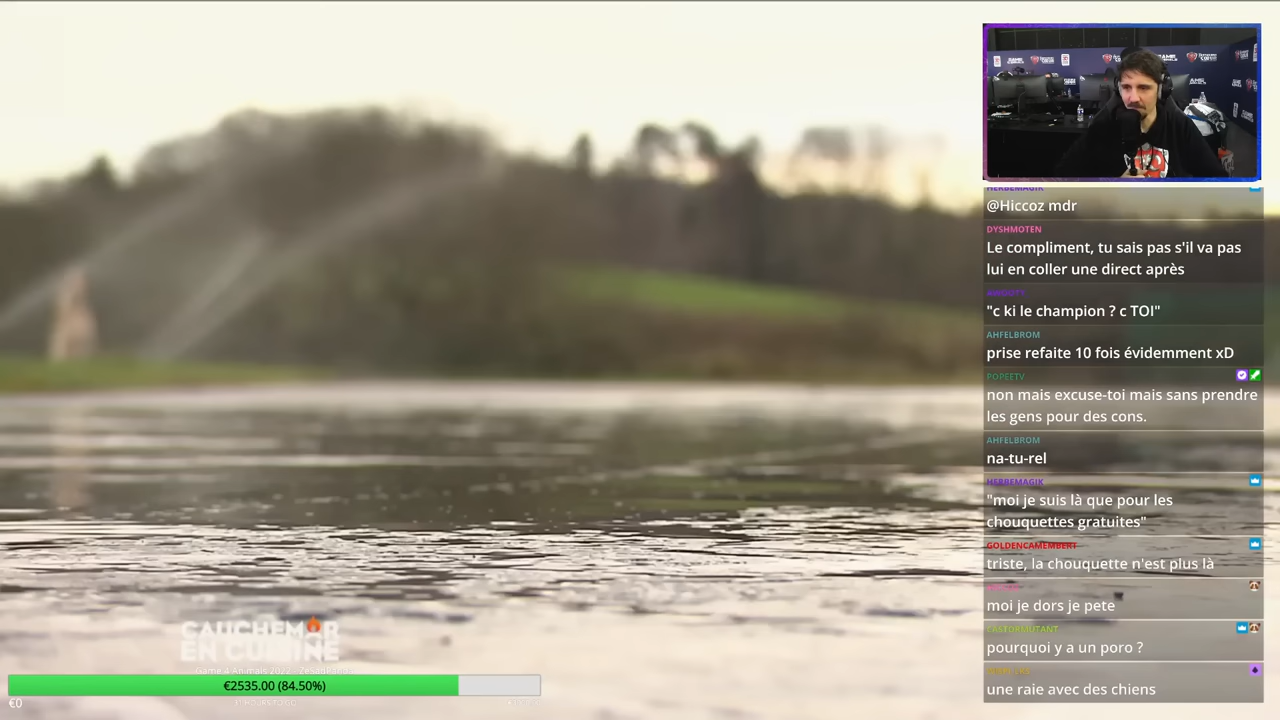 HERBEMAGIK
@Hiccoz mdr
DYSHMOTEN
Le compliment, tu sais pas s'il va pas
lui en coller une direct après
"c ki le champion ? c TOI"
AHFELBROM
prise refaite 10 fois évidemment xD
POPEFTV
non mais excuse-toi mais sans prendre
les gens pour des cons.
AHFELBROM
na-tu-rel
HERBEMAGIK
"moi je suis là que pour les
chouquettes gratuites"
GOLDENCAMEMBERT
triste, la chouquette n'est plus là
moi je dors je pete
CASTORMUTANT
pourquoi y a un poro ?
une raie avec des chiens
CAUCHEMAR
EN CUISINE
€2535.00 (84.50%)
€0